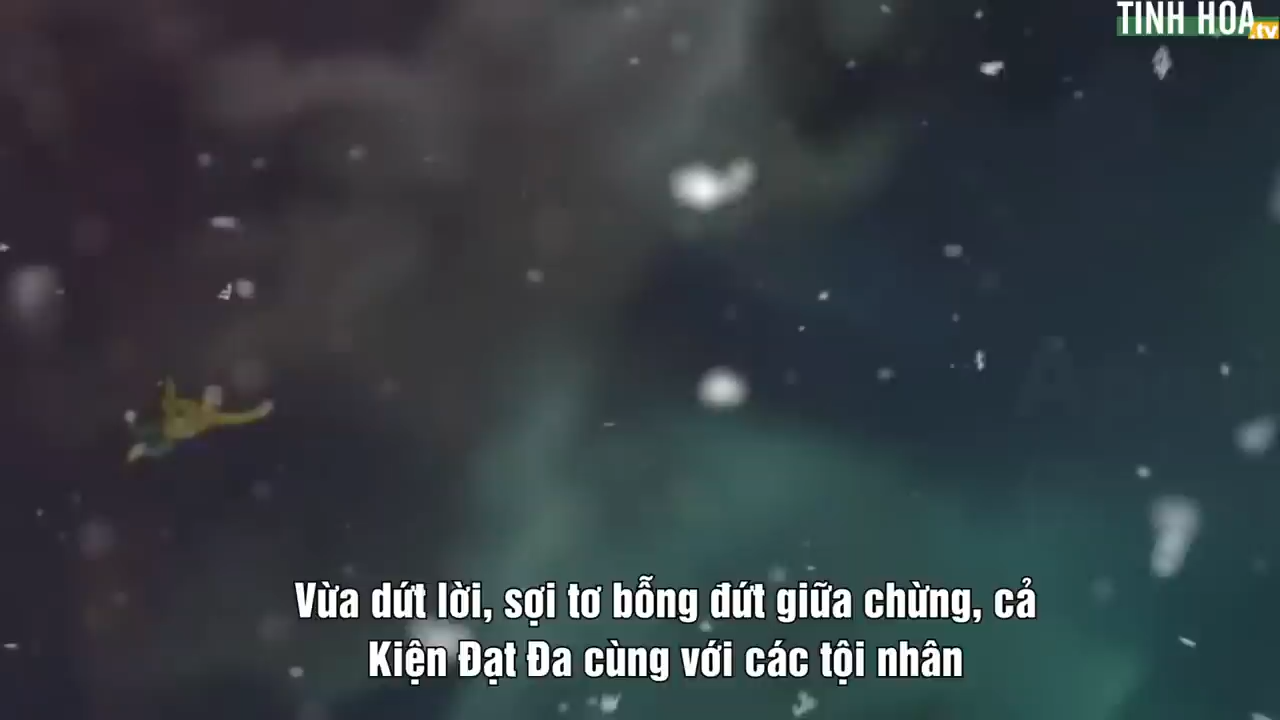 TINH HOA
.tv
Vừa dứt lời, sợi tơ bỗng đứt giữa chừng, cả
Kiện Đạt Đa cùng với các tội nhân